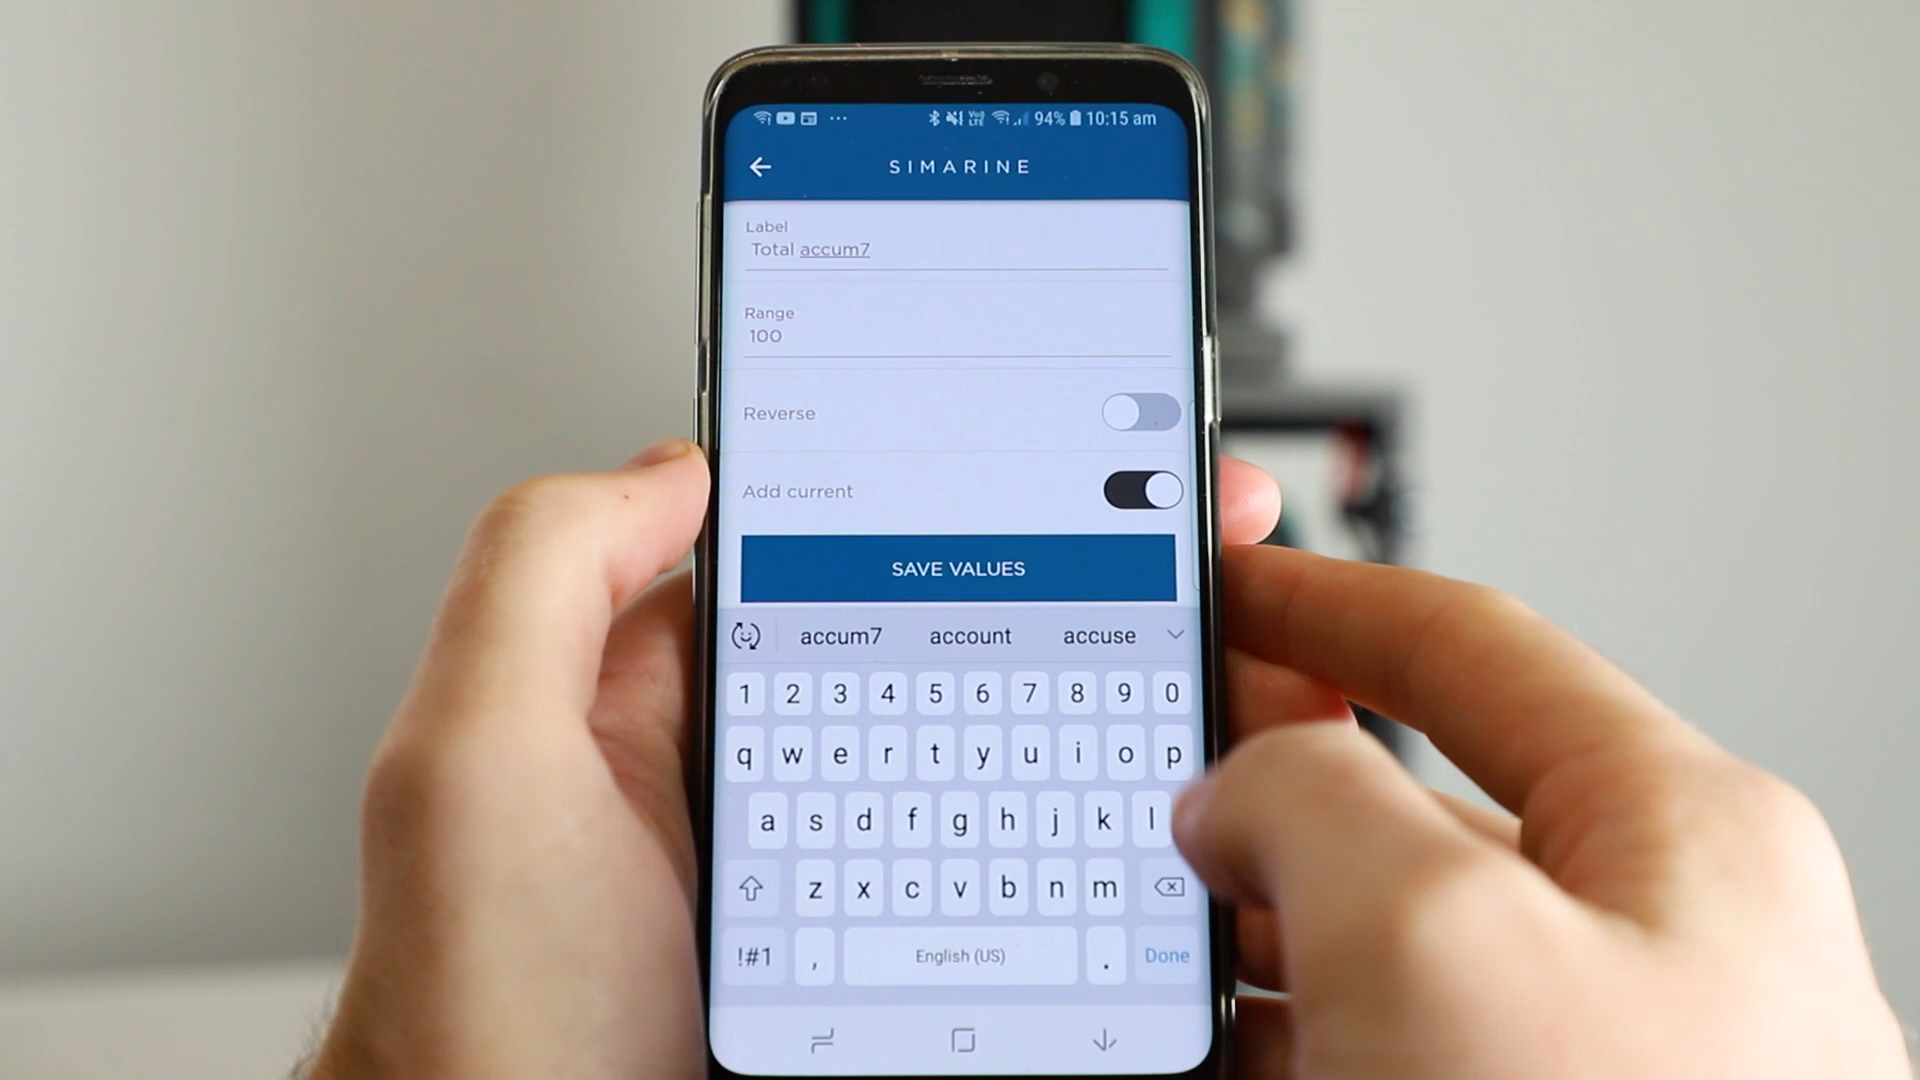 94% 10:15 am
SIMARINE
Label
Total accum7
Range
100
Reverse
Add current
SAVE VALUES
accum7 account accuse
1 2 3 4 5 6 7 8 9 0
q w e r t y u i o p
a s d f g h j k l
z x c v b n m
!#1 , English (US) . Done